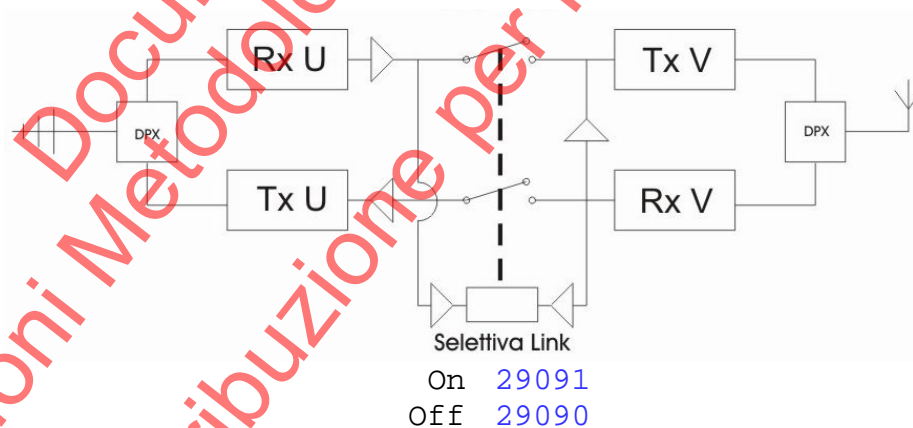 Rx U
Tx V
DPX
DPX
Tx U
Rx V
Selettiva Link
On 29091
Off 29090